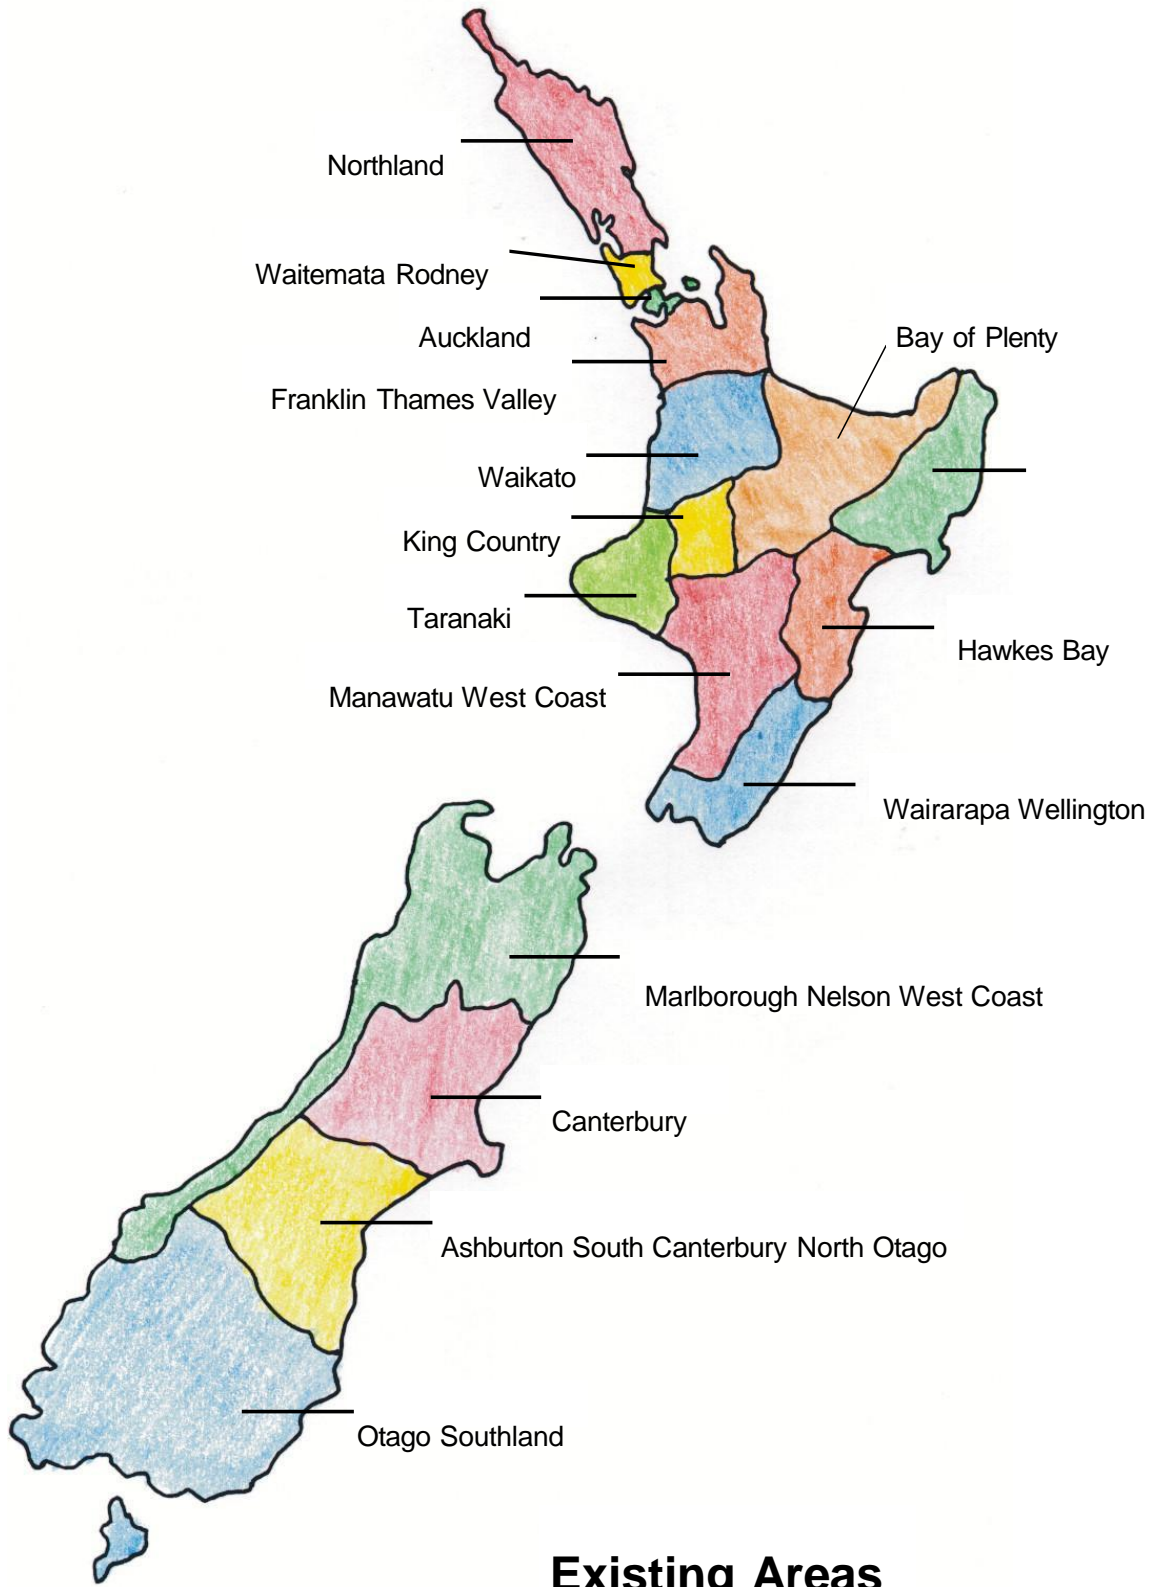 Northland
Waitemata Rodney
Auckland
Bay of Plenty
Franklin Thames Valley
Waikato
King Country
Taranaki
Hawkes Bay
Manawatu West Coast
Wairarapa Wellington
Marlborough Nelson West Coast
Canterbury
Ashburton South Canterbury North Otago
Otago Southland
Existing Areas